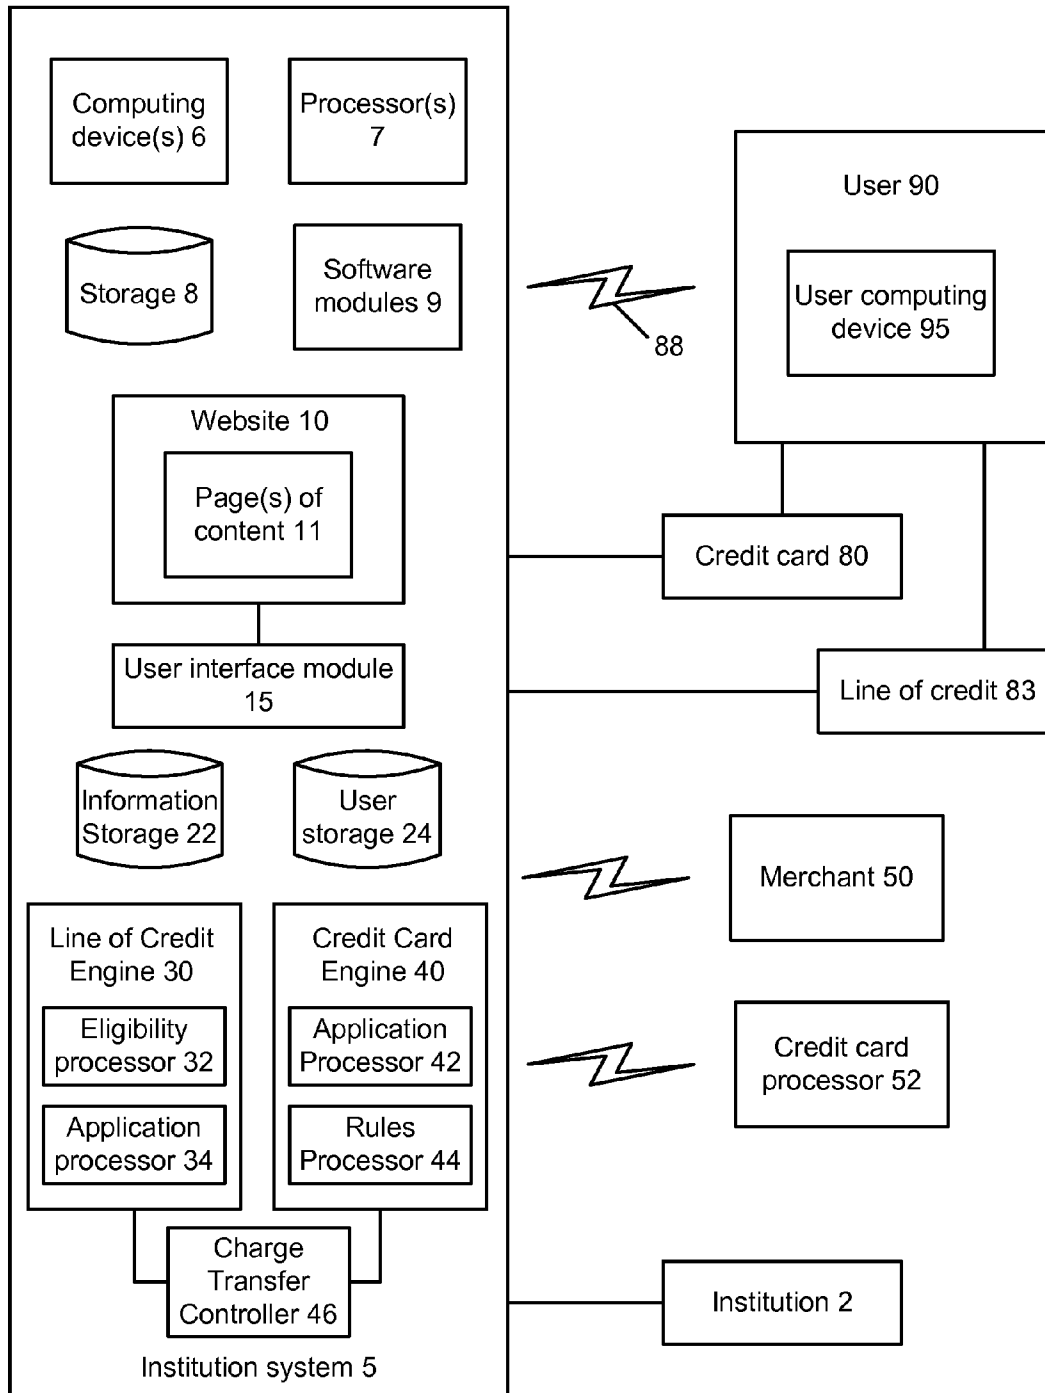 Computing
device(s) 6
Processor(s)
7
User 90
Storage 8
Software
modules 9
User computing
device 95
88
Website 10
Page(s) of
content 11
Credit card 80
User interface module
15
Line of credit 83
Information
Storage 22
User
storage 24
Merchant 50
Line of Credit
Engine 30
Credit Card
Engine 40
Eligibility
processor 32
Application
Processor 42
Credit card
processor 52
Application
processor 34
Rules
Processor 44
Charge
Transfer
Controller 46
Institution 2
Institution system 5